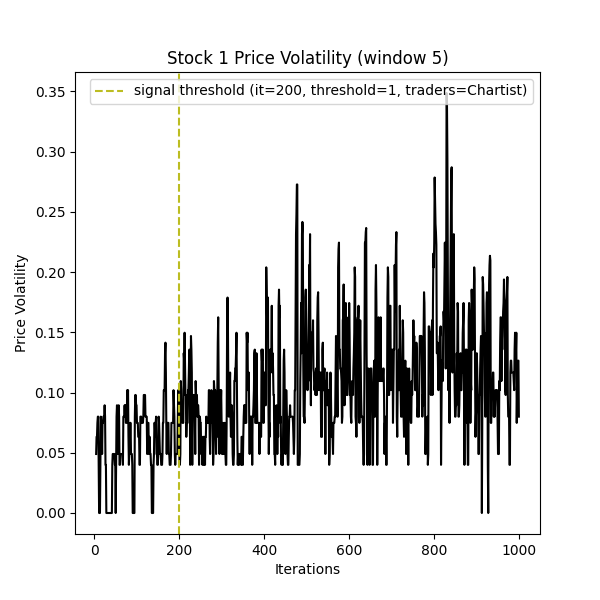 Stock 1 Price Volatility (window 5)
signal threshold (it=200, threshold=1, traders=Chartist)
0.35
0.30
0.25
0.20
0.15
0.10
0.05
0.00
Price Volatility
0 200 400 600 800 1000
Iterations